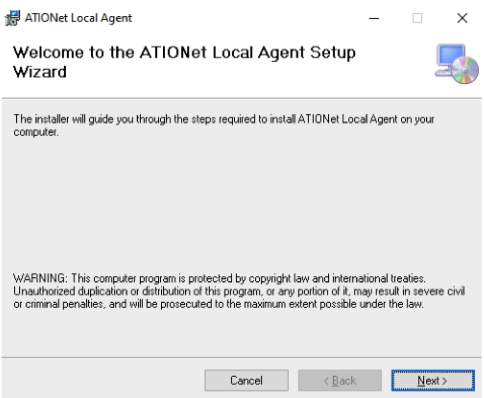 ATIONet Local Agent
Welcome to the ATIONet Local Agent Setup
Wizard
The installer will guide you through the steps required to install ATIONet Local Agent on your
computer.
WARNING: This computer program is protected by copyright law and international treaties.
Unauthorized duplication or distribution of this program, or any portion of it, may result in severe civil
or criminal penalties, and will be prosecuted to the maximum extent possible under the law.
Cancel
< Back
Next >